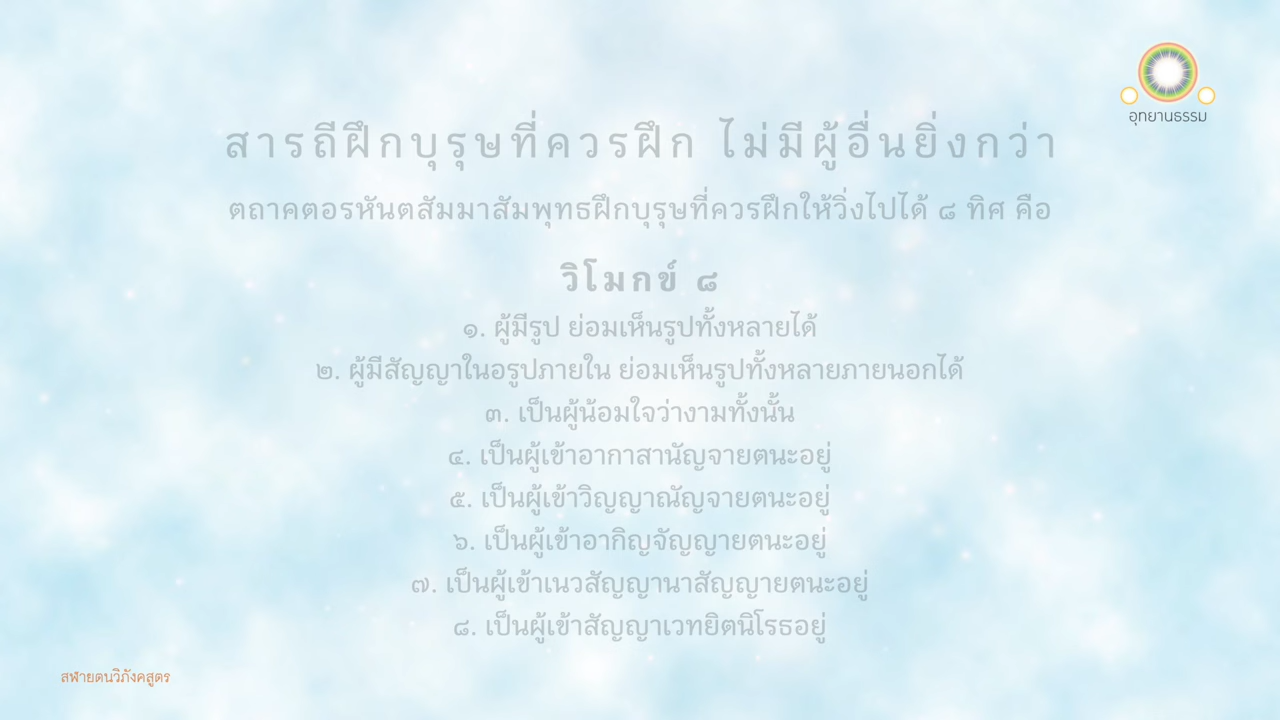 อุทยานธรรม
สารถีฝึกบุรุษที่ควรฝึก ไม่มีผู้อื่นยิ่งกว่า
ตถาคตอรหันตสัมมาสัมพุทธฝึกบุรุษที่ควรฝึกให้วิ่งไปได้ ๘ ทิศ คือ
วิโมกข์ ๘
๑. ผู้มีรูป ย่อมเห็นรูปทั้งหลายได้
๒. ผู้มีสัญญาในอรูปภายใน ย่อมเห็นรูปทั้งหลายภายนอกได้
๓. เป็นผู้น้อมใจว่างามทั้งนั้น
๔. เป็นผู้เข้าอากาสานัญจายตนะอยู่
๕. เป็นผู้เข้าวิญญาณัญจายตนะอยู่
๖. เป็นผู้เข้าอากิญจัญญายตนะอยู่
๗. เป็นผู้เข้าเนวสัญญานาสัญญายตนะอยู่
๘. เป็นผู้เข้าสัญญาเวทยิตนิโรธอยู่
สฬายตนวิภังคสูตร